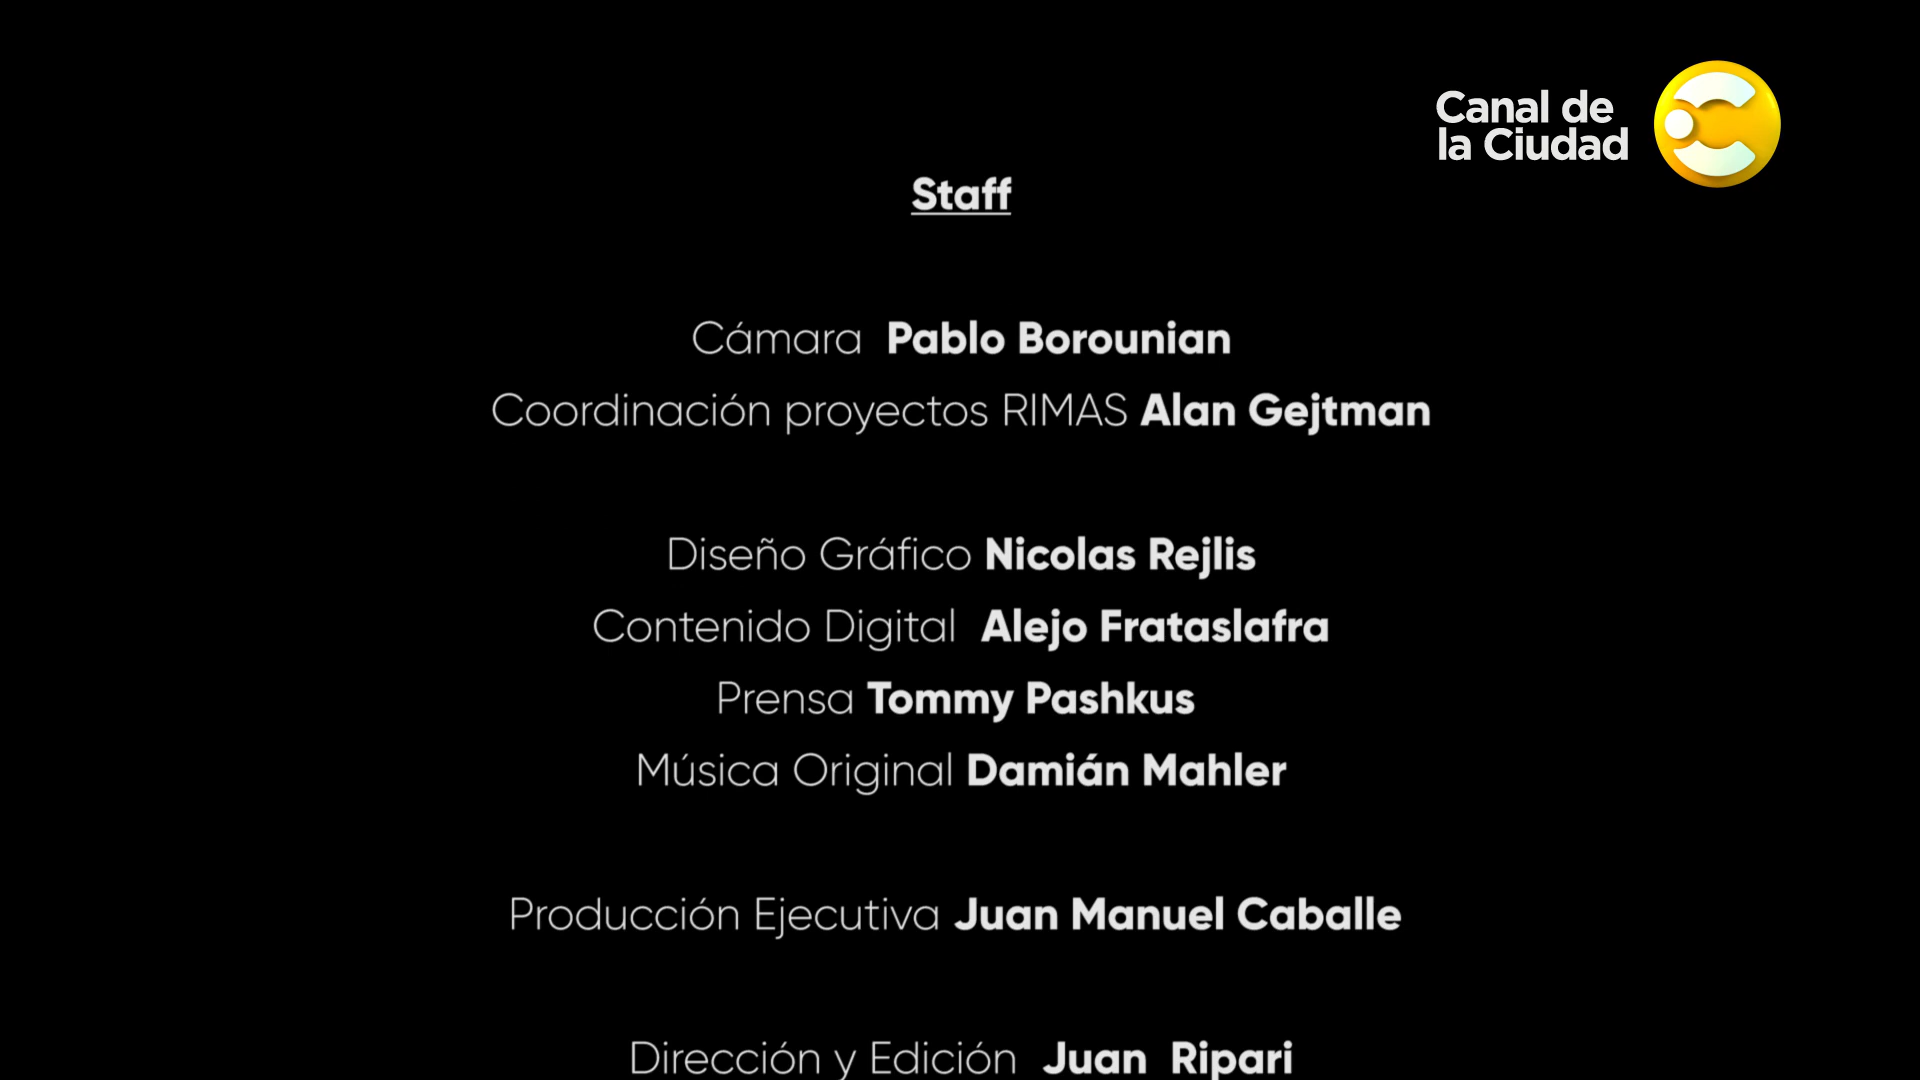 Canal de
la Ciudad
Staff
Cámara Pablo Borounian
Coordinación proyectos RIMAS Alan Gejtman
Diseño Gráfico Nicolas Rejlis
Contenido Digital Alejo Frataslafra
Prensa Tommy Pashkus
Música Original Damián Mahler
Producción Ejecutiva Juan Manuel Caballe
Dirección y Edición Juan Ripari